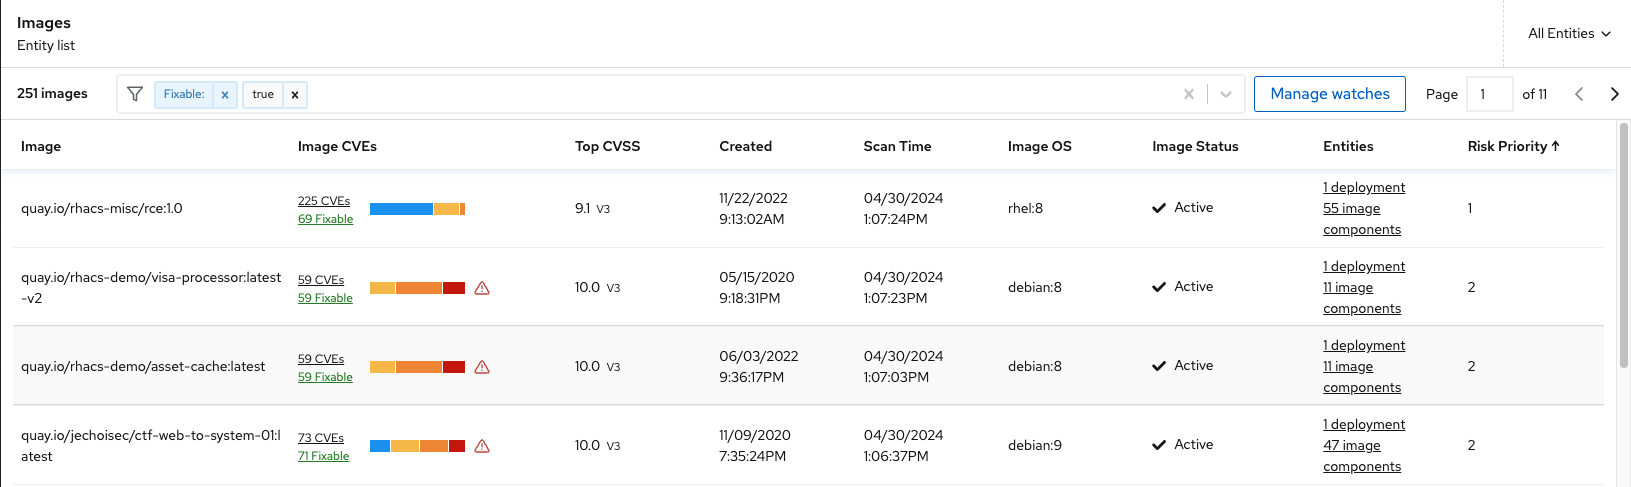 Images
Entity list
All Entities
251 images
Fixable: x
true x
Manage watches
Page 1 of 11
Image Image CVEs Top CVSS Created Scan Time Image OS Image Status Entities Risk Priority
quay.io/rhacs-misc/rce:1.0
225 CVEs
69 Fixable
9.1 V3
11/22/2022
9:13:02AM
04/30/2024
1:07:24PM
rhel:8
Active
1 deployment
55 image
components
1
quay.io/rhacs-demo/visa-processor:latest
-v2
59 CVEs
59 Fixable
10.0 V3
05/15/2020
9:18:31PM
04/30/2024
1:07:23PM
debian:8
Active
1 deployment
11 image
components
2
quay.io/rhacs-demo/asset-cache:latest
59 CVEs
59 Fixable
10.0 V3
06/03/2022
9:36:17PM
04/30/2024
1:07:03PM
debian:8
Active
1 deployment
11 image
components
2
quay.io/jechoisec/ctf-web-to-system-01:l
atest
73 CVEs
71 Fixable
10.0 V3
11/09/2020
7:35:24PM
04/30/2024
1:06:37PM
debian:9
Active
1 deployment
47 image
components
2